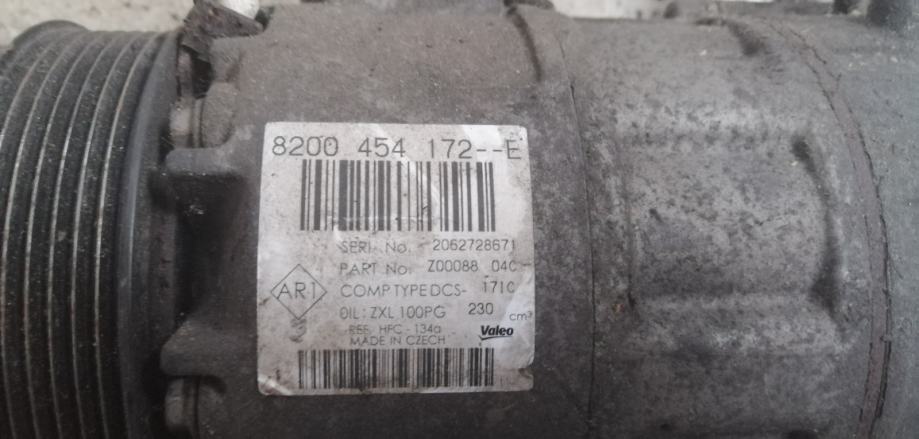 8200 454 172--E
SERI No. 2062728671
PART No: Z00088 04C
COMP TYPE DCS- 171C
OIL: ZXL 100PG 230 cm³
AR1
REF. HFC - 134a
MADE IN CZECH
Valeo